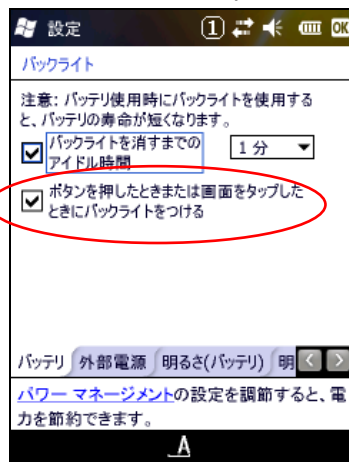 設定 1 OK
バックライト
注意: バッテリ使用時にバックライトを使用する
と、バッテリの寿命が短くなります。
バックライトを消すまでの
アイドル時間
1 分
ボタンを押したときまたは画面をタップした
ときにバックライトをつける
バッテリ 外部電源 明るさ(バッテリ) 明
パワー マネージメントの設定を調節すると、電
力を節約できます。
A